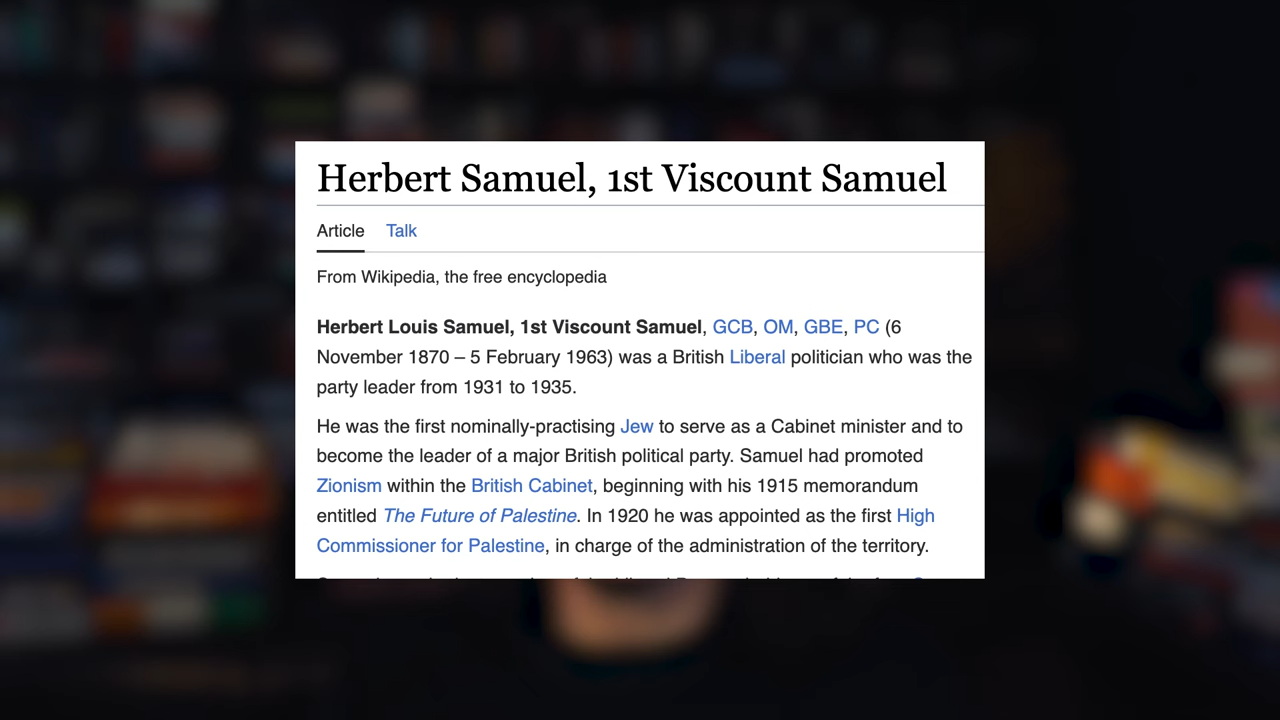 Herbert Samuel, 1st Viscount Samuel
Article Talk
From Wikipedia, the free encyclopedia
Herbert Louis Samuel, 1st Viscount Samuel, GCB, OM, GBE, PC (6
November 1870 – 5 February 1963) was a British Liberal politician who was the
party leader from 1931 to 1935.
He was the first nominally-practising Jew to serve as a Cabinet minister and to
become the leader of a major British political party. Samuel had promoted
Zionism within the British Cabinet, beginning with his 1915 memorandum
entitled The Future of Palestine. In 1920 he was appointed as the first High
Commissioner for Palestine, in charge of the administration of the territory.